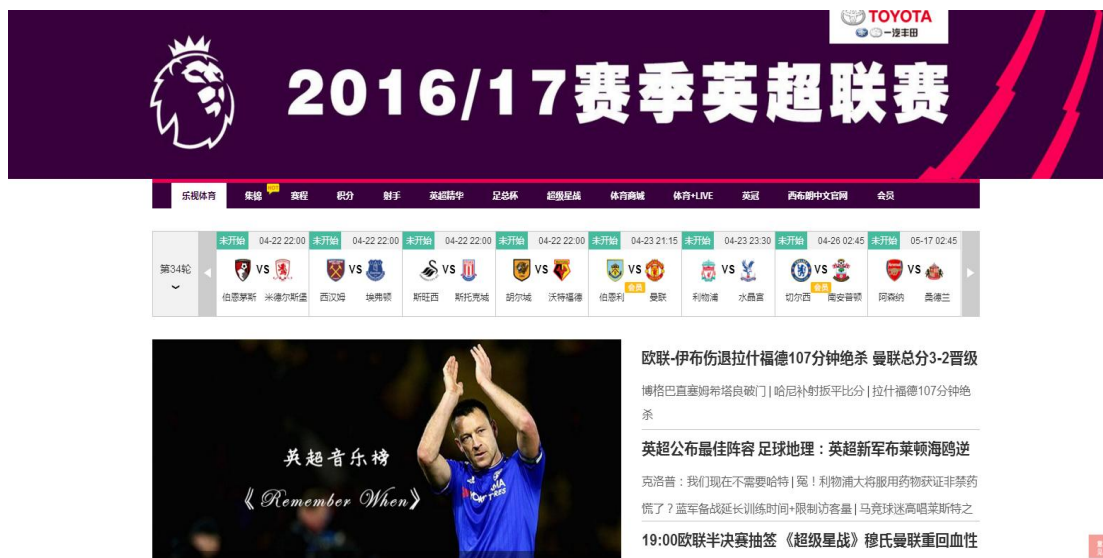 TOYOTA
一汽丰田
2016/17赛季英超联赛
乐视体育 集锦 HOT 赛程 积分 射手 英超精华 足总杯 超级星战 体育商城 体育+LIVE 英冠 西布朗中文官网 会员
未开始 04-22 22:00 未开始 04-22 22:00 未开始 04-22 22:00 未开始 04-22 22:00 未开始 04-23 21:15 未开始 04-23 23:30 未开始 04-26 02:45 未开始 05-17 02:45
第34轮 VS VS VS VS VS VS VS VS
会员 会员
伯恩茅斯 米德尔斯堡 西汉姆 埃弗顿 斯旺西 斯托克城 胡尔城 沃特福德 伯恩利 曼联 利物浦 水晶宫 切尔西 南安普顿 阿森纳 桑德兰
英超音乐榜
《Remember When》
欧联-伊布伤退拉什福德107分钟绝杀 曼联总分3-2晋级
博格巴直塞姆希塔良破门 | 哈尼补射扳平比分 | 拉什福德107分钟绝
杀
英超公布最佳阵容 足球地理：英超新军布莱顿海鸥逆
克洛普：我们现在不需要哈特 | 冤！利物浦大将服用药物获证非禁药
慌了？蓝军备战延长训练时间+限制访客量 | 马竞球迷高唱莱斯特之
19:00欧联半决赛抽签 《超级星战》穆氏曼联重回血性